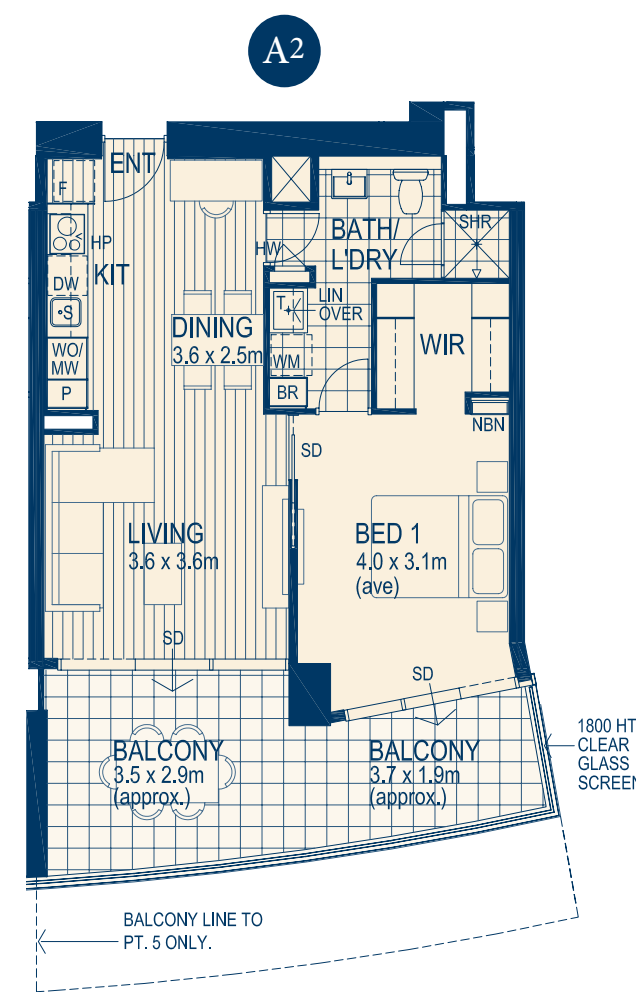 A2
ENT
F
HP
KIT
DW
S
WO/
MW
P
DINING
3.6 x 2.5m
HW
BATH/
L'DRY
SHR
T
LIN
OVER
WM
BR
WIR
NBN
SD
LIVING
3.6 x 3.6m
BED 1
4.0 x 3.1m
(ave)
SD
SD
BALCONY
3.5 x 2.9m
(approx.)
BALCONY
3.7 x 1.9m
(approx.)
1800 HT
CLEAR
GLASS
SCREEN
BALCONY LINE TO
PT. 5 ONLY.